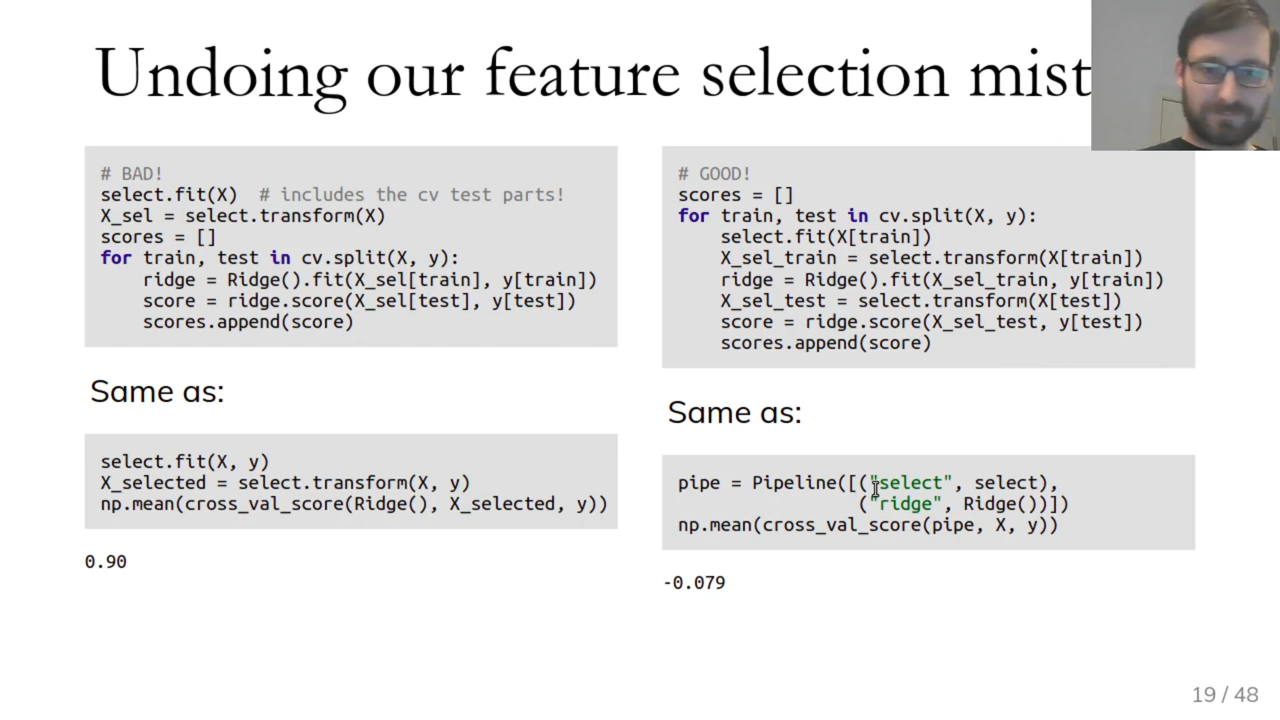 Undoing our feature selection mist
# BAD!
select.fit(X)  # includes the cv test parts!
X_sel = select.transform(X)
scores = []
for train, test in cv.split(X, y):
    ridge = Ridge().fit(X_sel[train], y[train])
    score = ridge.score(X_sel[test], y[test])
    scores.append(score)
Same as:
select.fit(X, y)
X_selected = select.transform(X, y)
np.mean(cross_val_score(Ridge(), X_selected, y))
0.90
# GOOD!
scores = []
for train, test in cv.split(X, y):
    select.fit(X[train])
    X_sel_train = select.transform(X[train])
    ridge = Ridge().fit(X_sel_train, y[train])
    X_sel_test = select.transform(X[test])
    score = ridge.score(X_sel_test, y[test])
    scores.append(score)
Same as:
pipe = Pipeline([("select", select),
                 ("ridge", Ridge())])
np.mean(cross_val_score(pipe, X, y))
-0.079
19 / 48